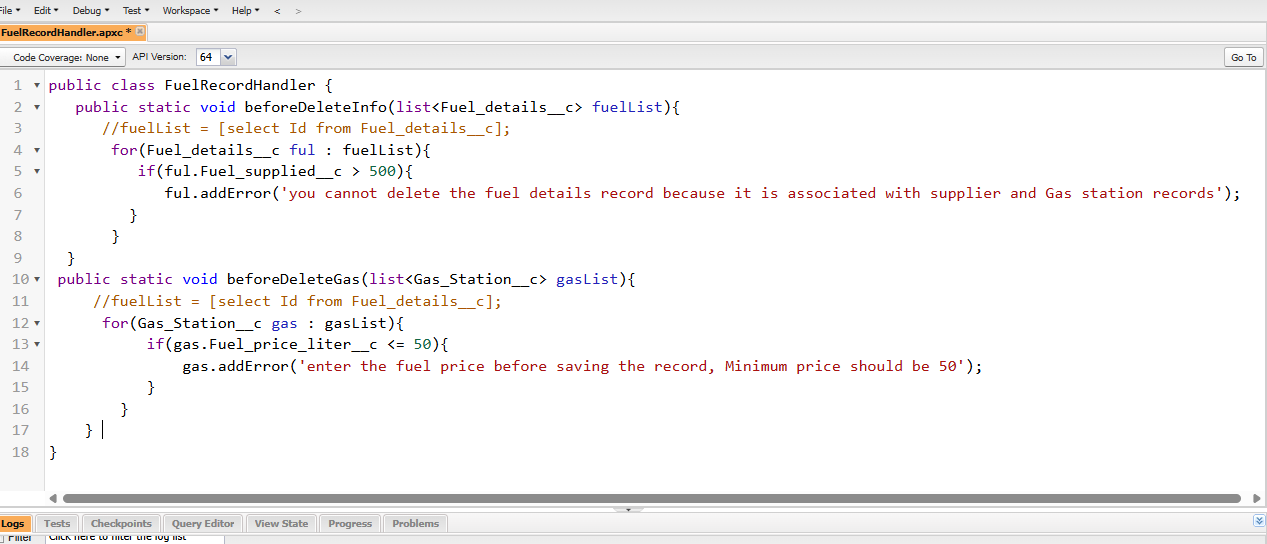 File Edit Debug Test Workspace Help < >
FuelRecordHandler.apxc *
Code Coverage: None API Version: 64 Go To
1 public class FuelRecordHandler {
2 public static void beforeDeleteInfo(list<Fuel_details__c> fuelList){
3 //fuelList = [select Id from Fuel_details__c];
4 for(Fuel_details__c ful : fuelList){
5 if(ful.Fuel_supplied__c > 500){
6 ful.addError('you cannot delete the fuel details record because it is associated with supplier and Gas station records');
7 }
8 }
9 }
10 public static void beforeDeleteGas(list<Gas_Station__c> gasList){
11 //fuelList = [select Id from Fuel_details__c];
12 for(Gas_Station__c gas : gasList){
13 if(gas.Fuel_price_liter__c <= 50){
14 gas.addError('enter the fuel price before saving the record, Minimum price should be 50');
15 }
16 }
17 }
18 }
Logs Tests Checkpoints Query Editor View State Progress Problems
Filter Click here to filter the log list